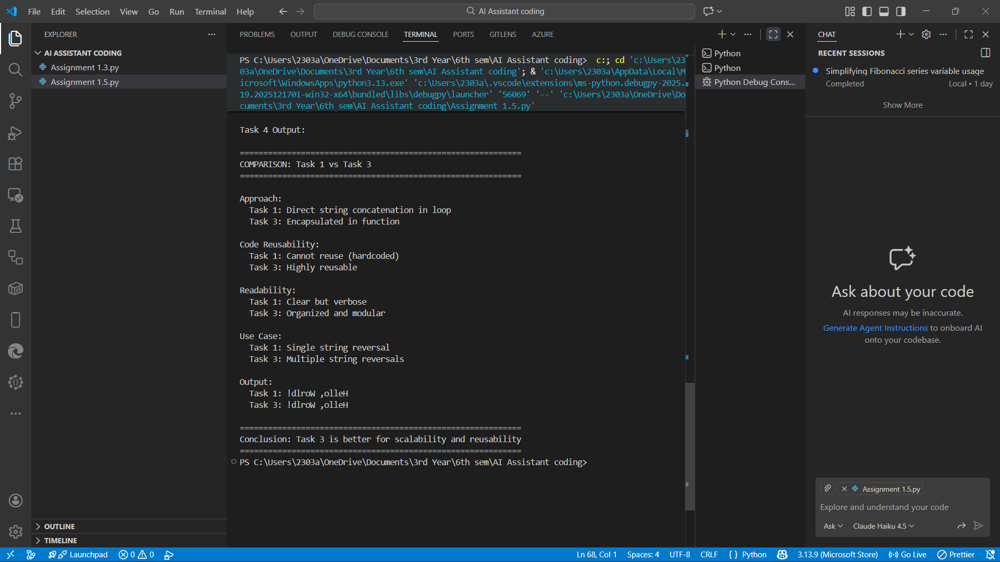 File Edit Selection View Go Run Terminal Help
AI Assistant coding
EXPLORER
AI ASSISTANT CODING
Assignment 1.3.py
Assignment 1.5.py
OUTLINE
TIMELINE
PROBLEMS OUTPUT DEBUG CONSOLE TERMINAL PORTS GITLENS AZURE
PS C:\Users\2303a\OneDrive\Documents\3rd Year\6th sem\AI Assistant coding>  c:; cd 'c:\Users\23
03a\OneDrive\Documents\3rd Year\6th sem\AI Assistant coding'; & 'c:\Users\2303a\AppData\Local\M
icrosoft\WindowsApps\python3.13.exe' 'c:\Users\2303a\.vscode\extensions\ms-python.debugpy-2025.
19.2025121701-win32-x64\bundled\libs\debugpy\launcher' '56069' '--' 'c:\Users\2303a\OneDrive\Do
cuments\3rd Year\6th sem\AI Assistant coding\Assignment 1.5.py'
Task 4 Output:
============================================================
COMPARISON: Task 1 vs Task 3
============================================================
Approach:
Task 1: Direct string concatenation in loop
Task 3: Encapsulated in function
Code Reusability:
Task 1: Cannot reuse (hardcoded)
Task 3: Highly reusable
Readability:
Task 1: Clear but verbose
Task 3: Organized and modular
Use Case:
Task 1: Single string reversal
Task 3: Multiple string reversals
Output:
Task 1: !dlroW ,olleH
Task 3: !dlroW ,olleH
============================================================
Conclusion: Task 3 is better for scalability and reusability
============================================================
PS C:\Users\2303a\OneDrive\Documents\3rd Year\6th sem\AI Assistant coding>
Python
Python
Python Debug Cons...
CHAT
RECENT SESSIONS
Simplifying Fibonacci series variable usage
Completed Local • 1 day
Show More
Ask about your code
AI responses may be inaccurate.
Generate Agent Instructions to onboard AI
onto your codebase.
Assignment 1.5.py
Explore and understand your code
Ask Claude Haiku 4.5
Launchpad 0 0 Ln 68, Col 1 Spaces: 4 UTF-8 CRLF { } Python 3.13.9 (Microsoft Store) Go Live Prettier